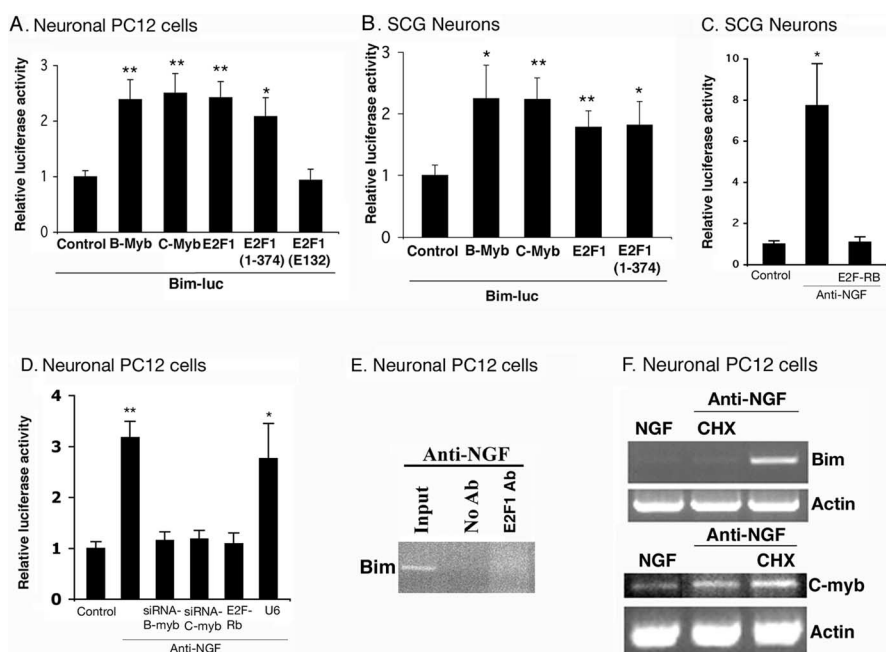 A. Neuronal PC12 cells
Relative luciferase activity
3
2
1
0
** ** ** *
Control B-Myb C-Myb E2F1 E2F1 (1-374) E2F1 (E132)
Bim-luc
B. SCG Neurons
Relative luciferase activity
3
2
1
0
* ** ** *
Control B-Myb C-Myb E2F1 E2F1 (1-374)
Bim-luc
C. SCG Neurons
Relative luciferase activity
10
8
6
4
2
0
*
Control E2F-RB
Anti-NGF
D. Neuronal PC12 cells
Relative luciferase activity
4
3
2
1
0
** *
Control siRNA-B-myb siRNA-C-myb E2F-Rb U6
Anti-NGF
E. Neuronal PC12 cells
Anti-NGF
Input No Ab E2F1 Ab
Bim
F. Neuronal PC12 cells
Anti-NGF
NGF CHX
Bim
Actin
Anti-NGF
NGF CHX
C-myb
Actin